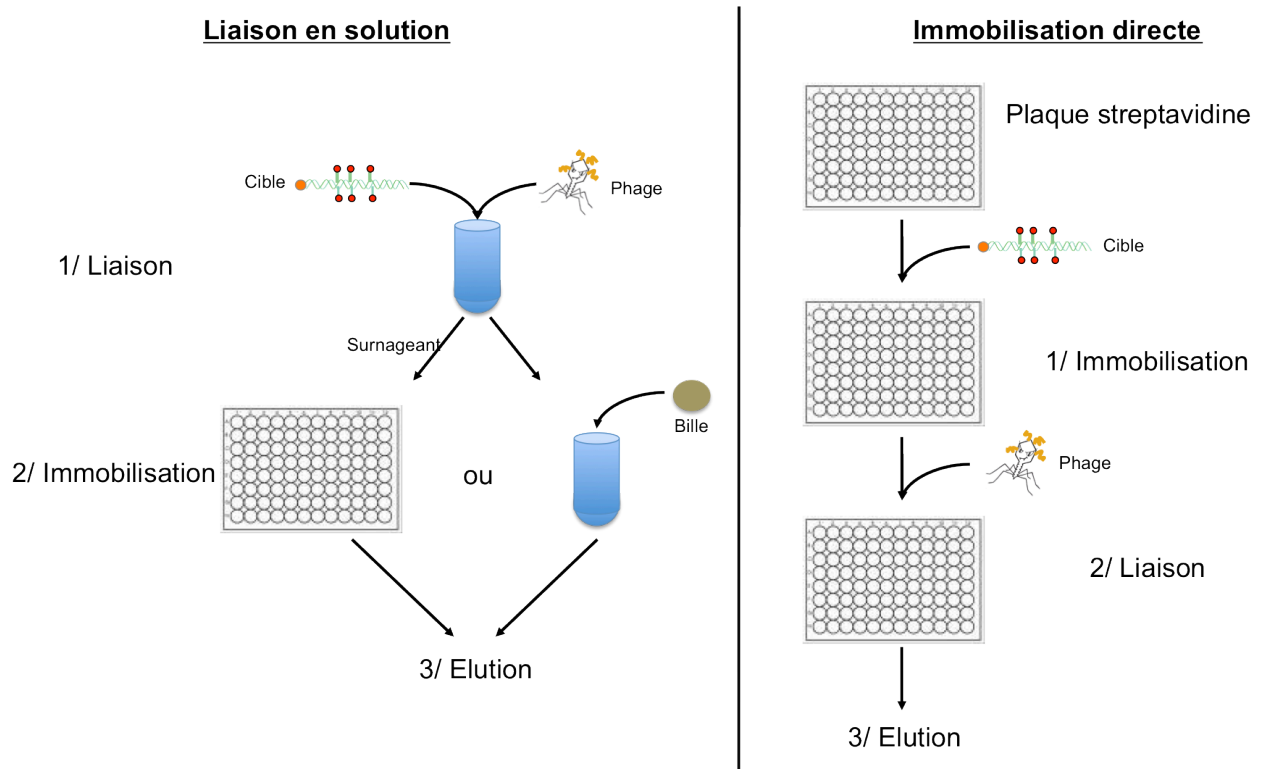 Liaison en solution
Cible
Phage
1/ Liaison
Surnageant
Bille
2/ Immobilisation
ou
3/ Elution
Immobilisation directe
Plaque streptavidine
Cible
1/ Immobilisation
Phage
2/ Liaison
3/ Elution